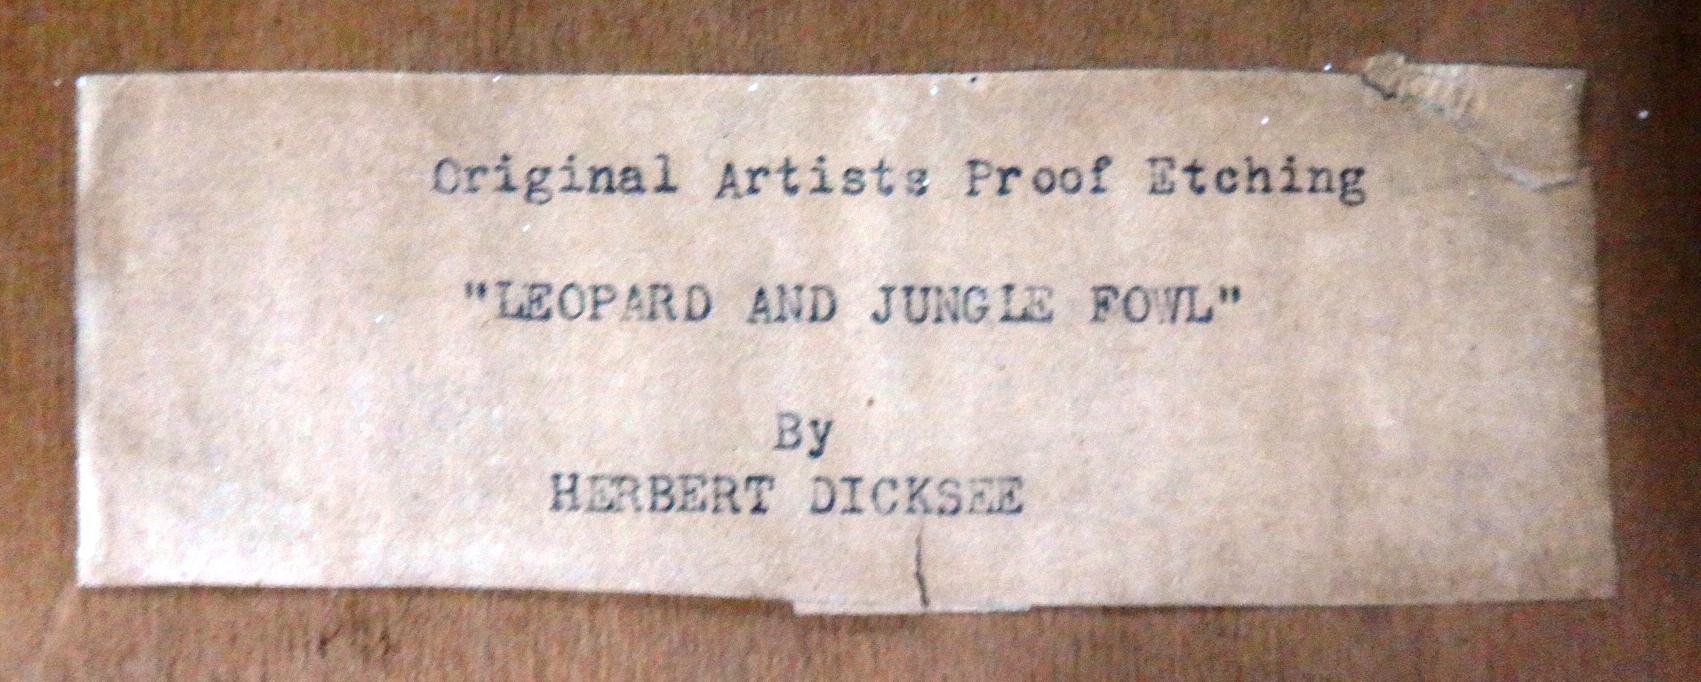 Original Artists Proof Etching
"LEOPARD AND JUNGLE FOWL"
By
HERBERT DICKSEE